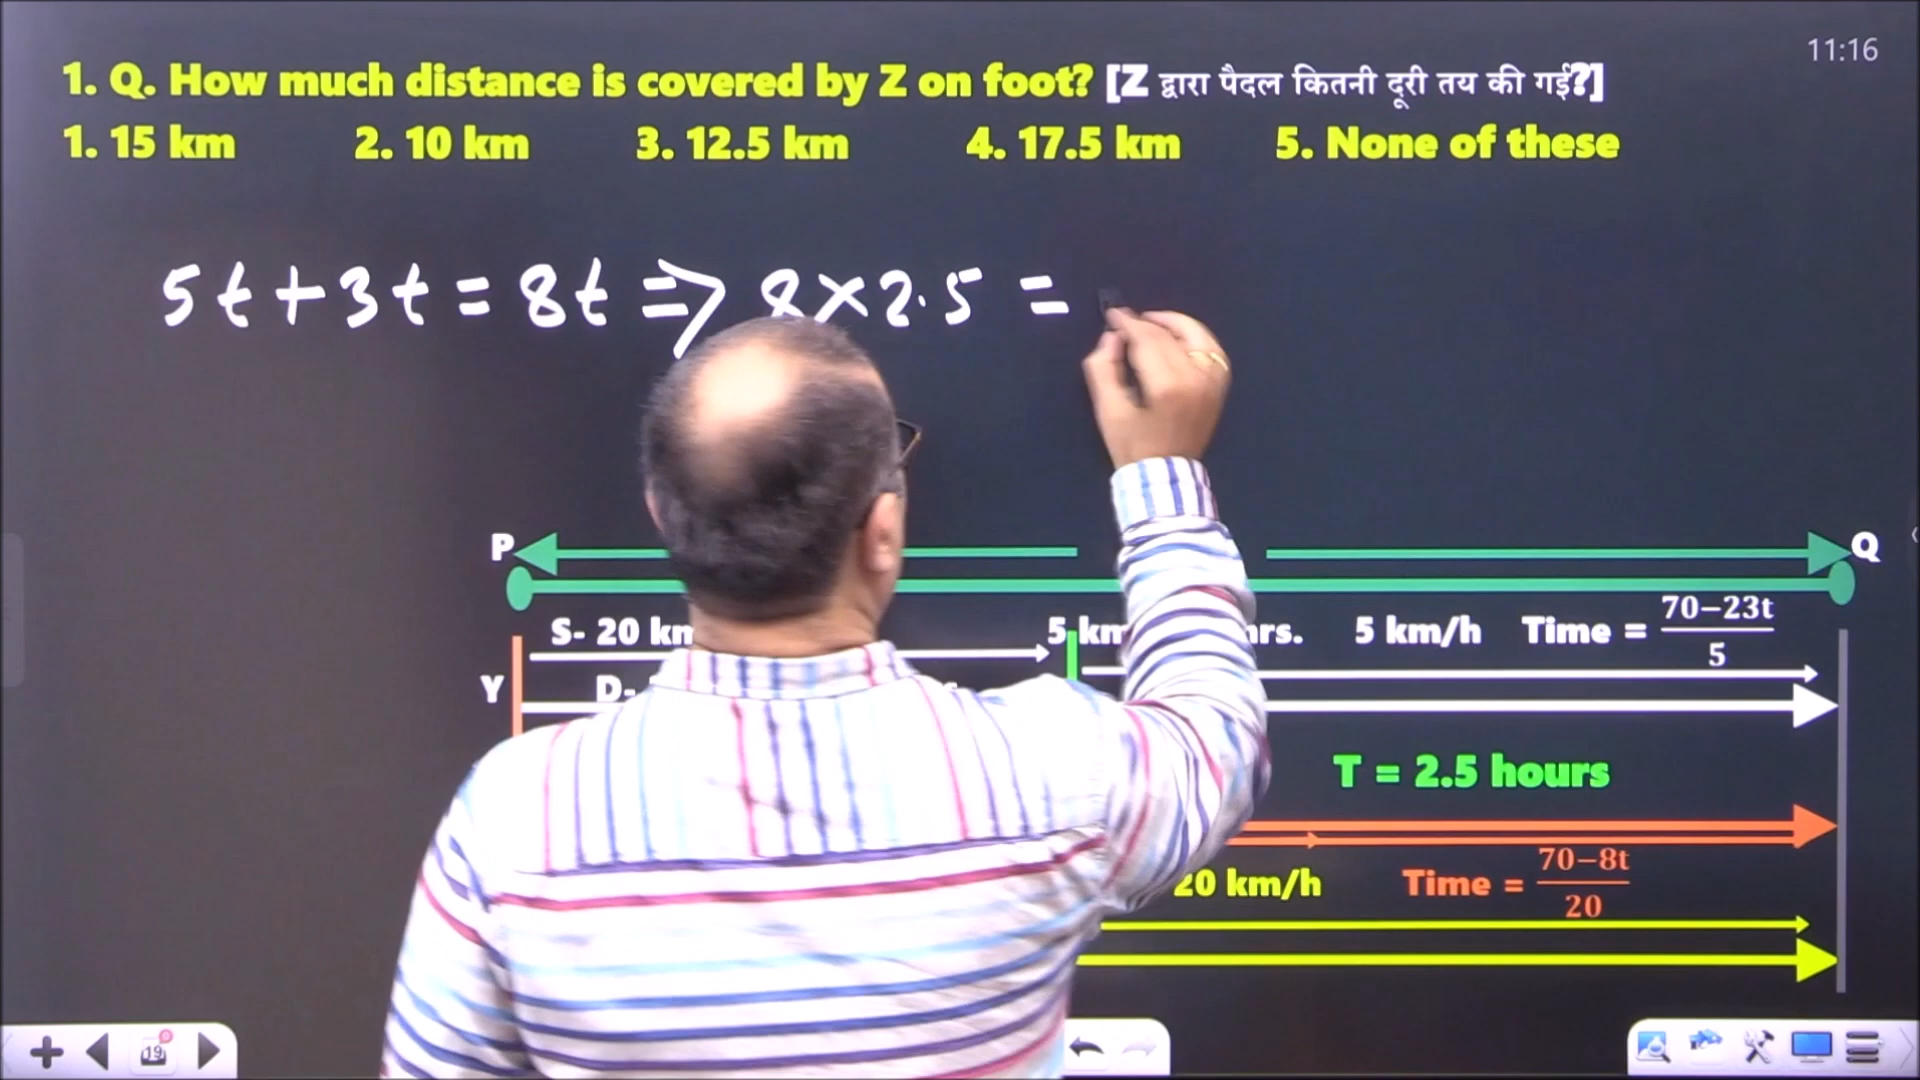 11:16
1. Q. How much distance is covered by Z on foot? [Z द्वारा पैदल कितनी दूरी तय की गई?]
1. 15 km 2. 10 km 3. 12.5 km 4. 17.5 km 5. None of these
5t+3t=8t⇒8×2.5=
P Q
S- 20 5 5 km/h Time = 70-23t/5
Y D-
T = 2.5 hours
20 km/h Time = 70-8t/20
19